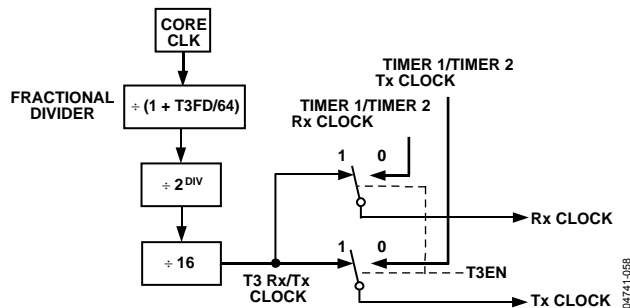 CORE
CLK
FRACTIONAL
DIVIDER
÷ (1 + T3FD/64)
÷ 2DIV
÷ 16
TIMER 1/TIMER 2
Tx CLOCK
TIMER 1/TIMER 2
Rx CLOCK
1 0
Rx CLOCK
1 0
T3 Rx/Tx
CLOCK
T3EN
Tx CLOCK
04741-058